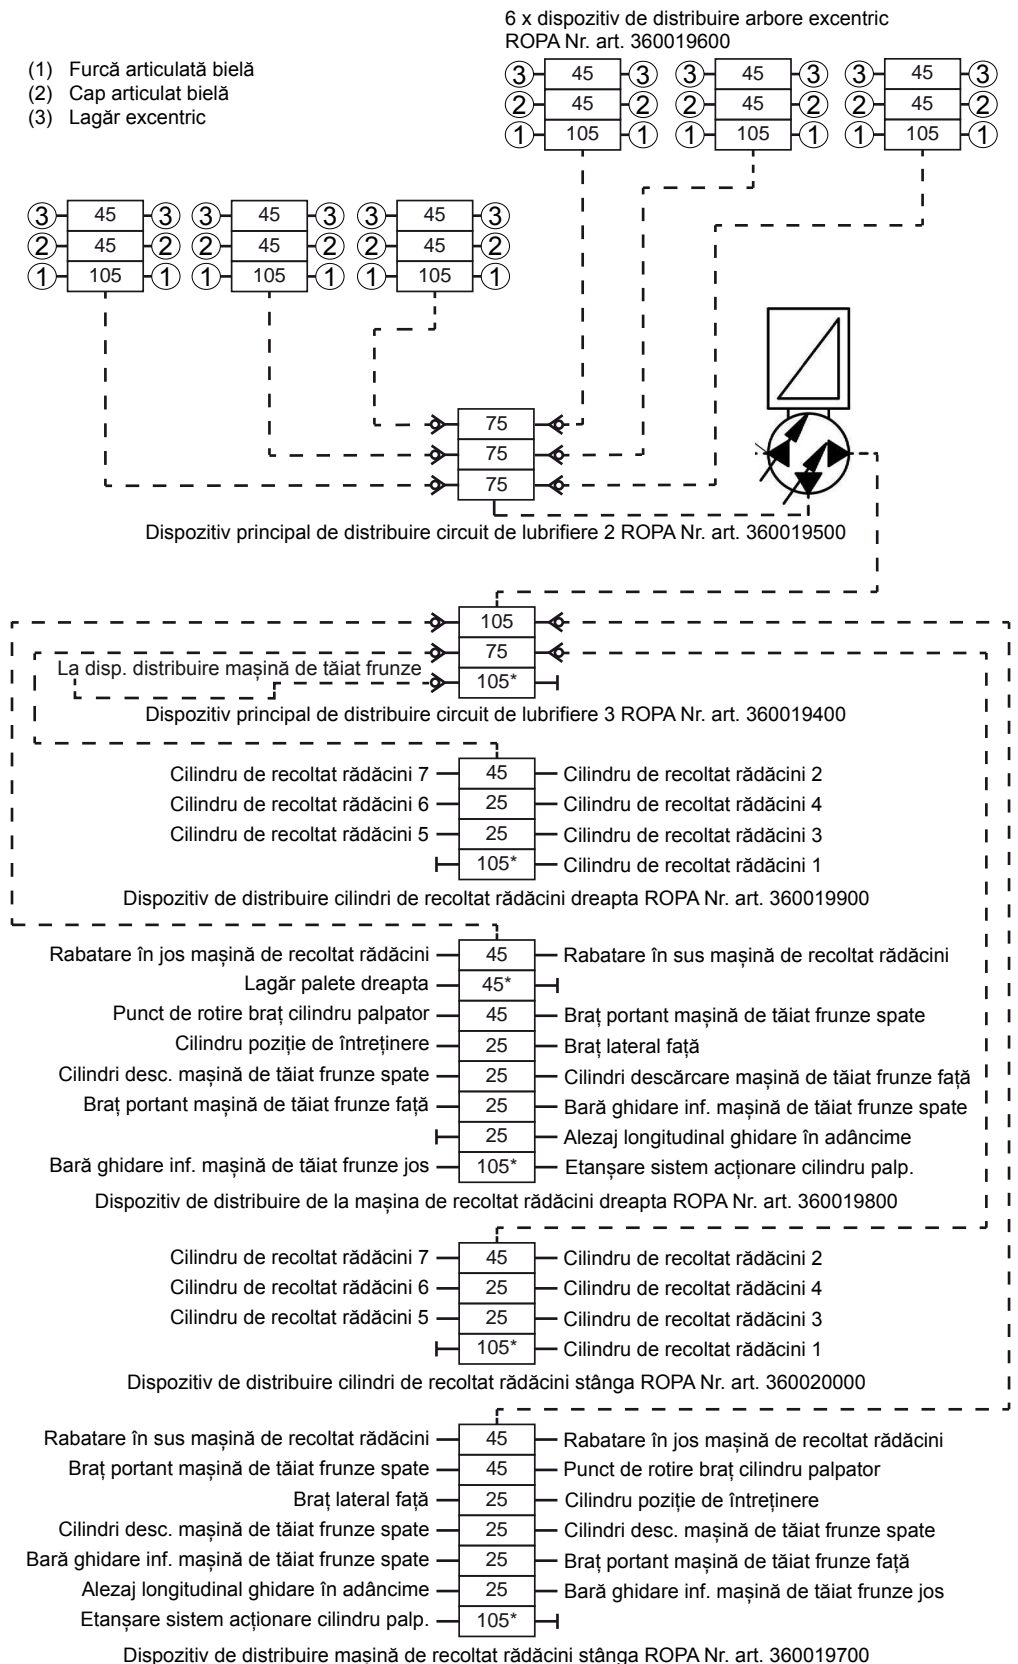 6 x dispozitiv de distribuire arbore excentric
ROPA Nr. art. 360019600
(1) Furcă articulată bielă
(2) Cap articulat bielă
(3) Lagăr excentric
3 45 3 3 45 3 3 45 3
2 45 2 2 45 2 2 45 2
1 105 1 1 105 1 1 105 1
3 45 3 3 45 3 3 45 3
2 45 2 2 45 2 2 45 2
1 105 1 1 105 1 1 105 1
75
75
75
Dispozitiv principal de distribuire circuit de lubrifiere 2 ROPA Nr. art. 360019500
105
75
La disp. distribuire mașină de tăiat frunze
105*
Dispozitiv principal de distribuire circuit de lubrifiere 3 ROPA Nr. art. 360019400
Cilindru de recoltat rădăcini 7 45 Cilindru de recoltat rădăcini 2
Cilindru de recoltat rădăcini 6 25 Cilindru de recoltat rădăcini 4
Cilindru de recoltat rădăcini 5 25 Cilindru de recoltat rădăcini 3
105* Cilindru de recoltat rădăcini 1
Dispozitiv de distribuire cilindri de recoltat rădăcini dreapta ROPA Nr. art. 360019900
Rabatare în jos mașină de recoltat rădăcini 45 Rabatare în sus mașină de recoltat rădăcini
Lagăr palete dreapta 45*
Punct de rotire braț cilindru palpator 45 Braț portant mașină de tăiat frunze spate
Cilindru poziție de întreținere 25 Braț lateral față
Cilindri desc. mașină de tăiat frunze spate 25 Cilindri descărcare mașină de tăiat frunze față
Braț portant mașină de tăiat frunze față 25 Bară ghidare inf. mașină de tăiat frunze spate
25 Alezaj longitudinal ghidare în adâncime
Bară ghidare inf. mașină de tăiat frunze jos 105* Etanșare sistem acționare cilindru palp.
Dispozitiv de distribuire de la mașina de recoltat rădăcini dreapta ROPA Nr. art. 360019800
Cilindru de recoltat rădăcini 7 45 Cilindru de recoltat rădăcini 2
Cilindru de recoltat rădăcini 6 25 Cilindru de recoltat rădăcini 4
Cilindru de recoltat rădăcini 5 25 Cilindru de recoltat rădăcini 3
105* Cilindru de recoltat rădăcini 1
Dispozitiv de distribuire cilindri de recoltat rădăcini stânga ROPA Nr. art. 360020000
Rabatare în sus mașină de recoltat rădăcini 45 Rabatare în jos mașină de recoltat rădăcini
Braț portant mașină de tăiat frunze spate 45 Punct de rotire braț cilindru palpator
Braț lateral față 25 Cilindru poziție de întreținere
Cilindri desc. mașină de tăiat frunze spate 25 Cilindri desc. mașină de tăiat frunze spate
Bară ghidare inf. mașină de tăiat frunze spate 25 Braț portant mașină de tăiat frunze față
Alezaj longitudinal ghidare în adâncime 25 Bară ghidare inf. mașină de tăiat frunze jos
Etanșare sistem acționare cilindru palp. 105*
Dispozitiv de distribuire mașină de recoltat rădăcini stânga ROPA Nr. art. 360019700